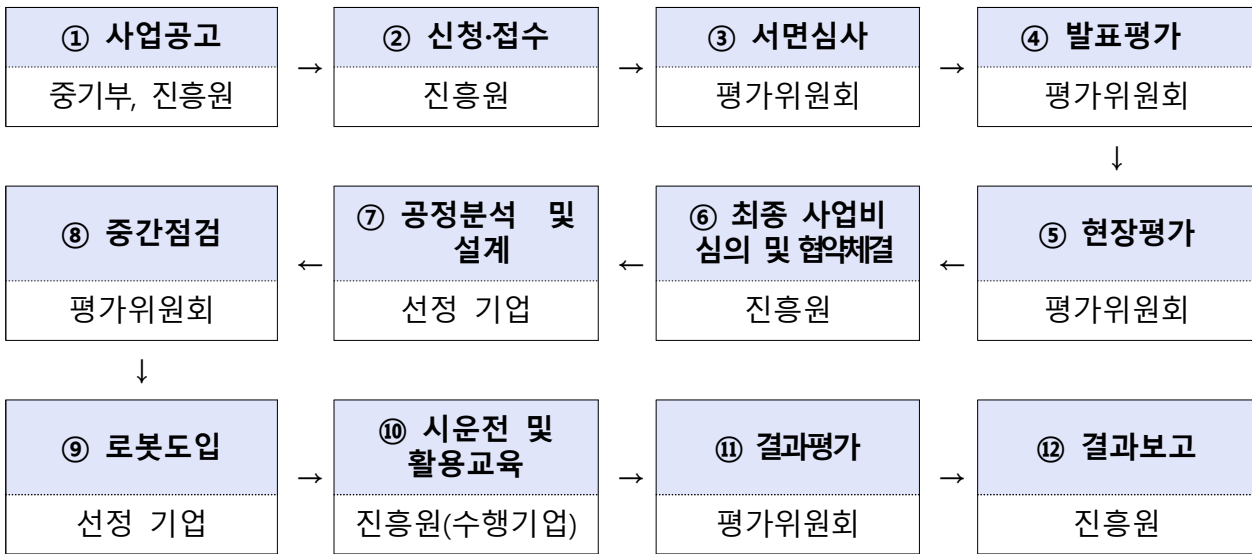 ① 사업공고
중기부, 진흥원
→
② 신청·접수
진흥원
→
③ 서면심사
평가위원회
→
④ 발표평가
평가위원회
↓
⑤ 현장평가
평가위원회
←
⑥ 최종 사업비
심의 및 협약체결
진흥원
←
⑦ 공정분석 및
설계
선정 기업
←
⑧ 중간점검
평가위원회
↓
⑨ 로봇도입
선정 기업
→
⑩ 시운전 및
활용교육
진흥원(수행기업)
→
⑪ 결과평가
평가위원회
→
⑫ 결과보고
진흥원